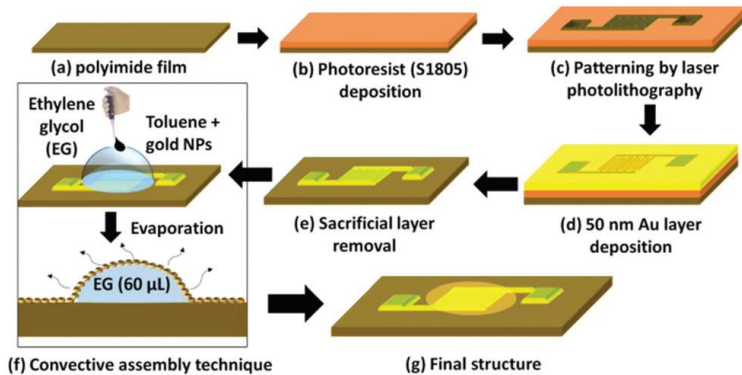 (a) polyimide film
(b) Photoresist (S1805)
deposition
(c) Patterning by laser
photolithography
(d) 50 nm Au layer
deposition
(e) Sacrificial layer
removal
Ethylene
glycol
(EG)
Toluene +
gold NPs
Evaporation
EG (60 µL)
(f) Convective assembly technique
(g) Final structure